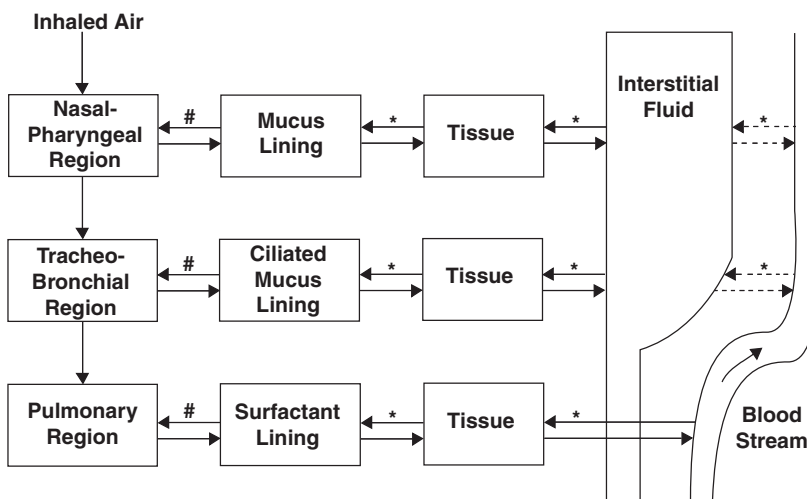 Inhaled Air
Nasal-
Pharyngeal
Region
#
Mucus
Lining
*
Tissue
*
Interstitial
Fluid
*
Tracheo-
Bronchial
Region
#
Ciliated
Mucus
Lining
*
Tissue
*
*
Pulmonary
Region
#
Surfactant
Lining
*
Tissue
*
Blood
Stream